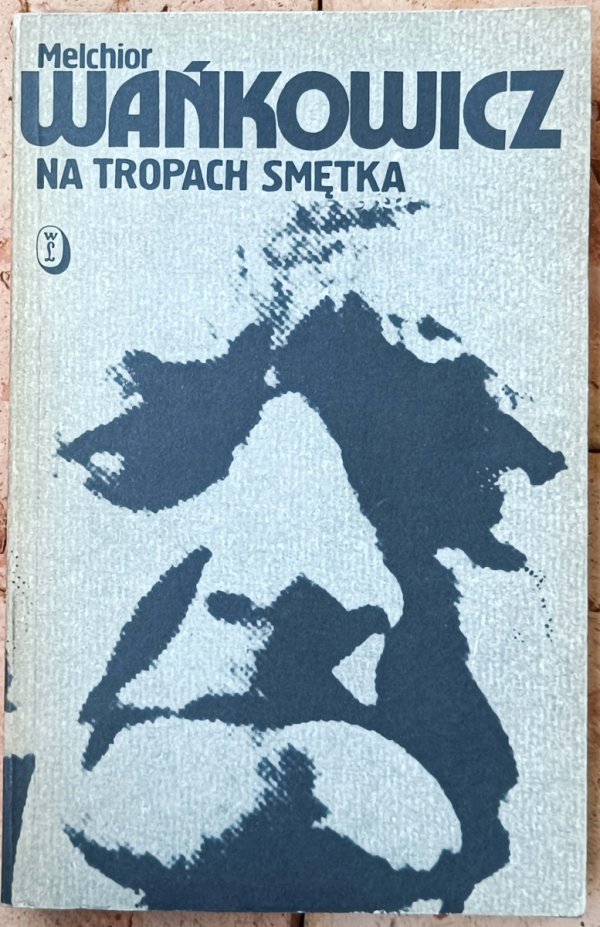 Melchior
WAŃKOWICZ
NA TROPACH SMĘTKA
W
Ł